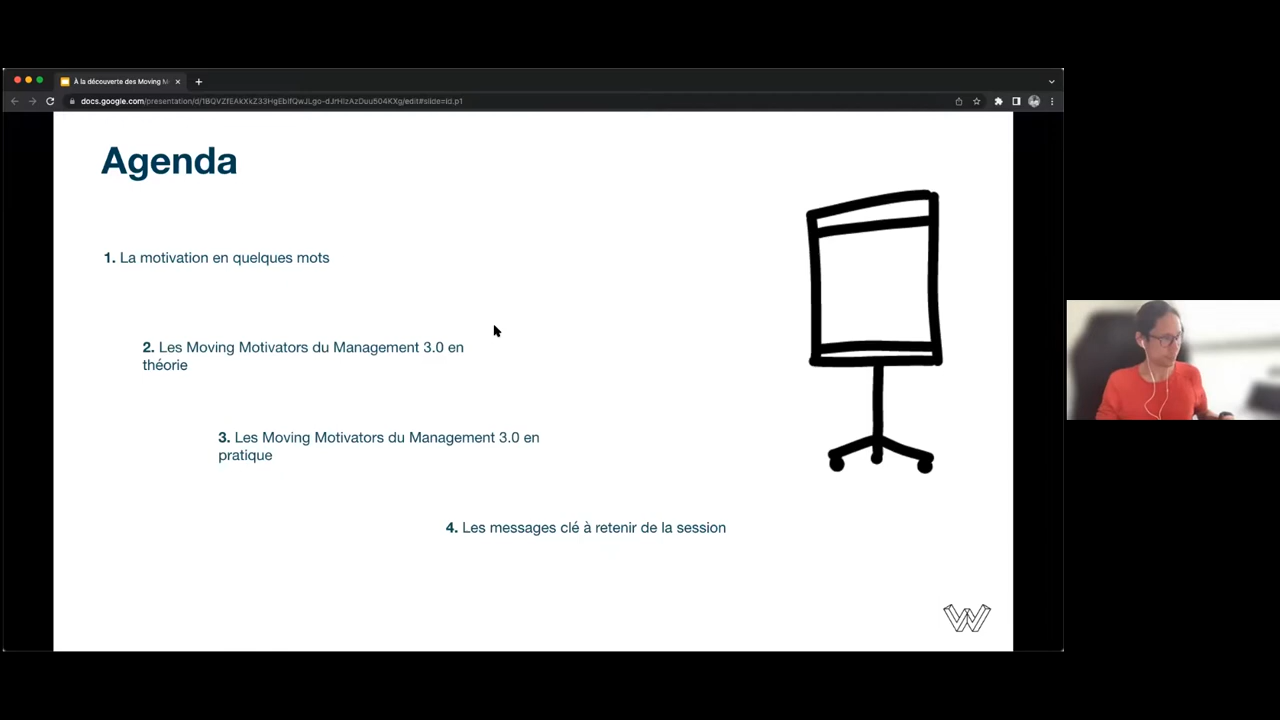 À la découverte des Moving M
docs.google.com/presentation/d/1BQVZfEAkXkZ33HgEbIfQwJLgo-dJrHIzAzDuu504KXg/edit#slide=id.p1
Agenda
1. La motivation en quelques mots
2. Les Moving Motivators du Management 3.0 en
théorie
3. Les Moving Motivators du Management 3.0 en
pratique
4. Les messages clé à retenir de la session
W